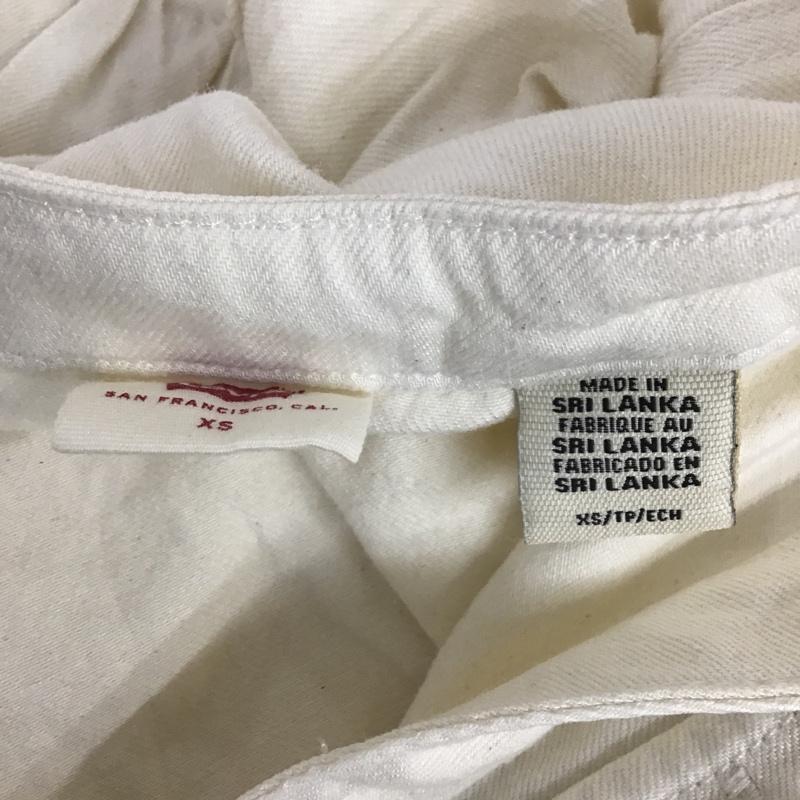 SAN FRANCISCO, CAL.
XS
MADE IN
SRI LANKA
FABRIQUE AU
SRI LANKA
FABRICADO EN
SRI LANKA
XS/TP/ECH